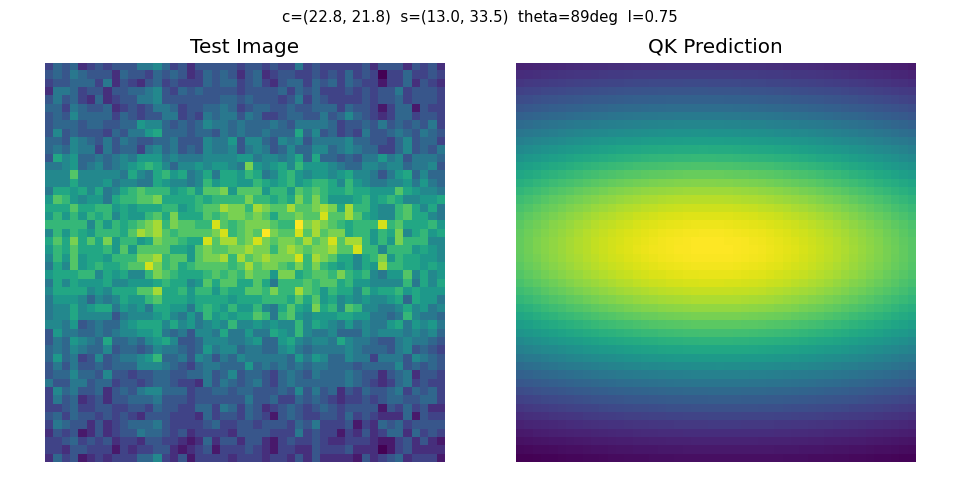 c=(22.8, 21.8)  s=(13.0, 33.5)  theta=89deg  I=0.75
Test Image
QK Prediction